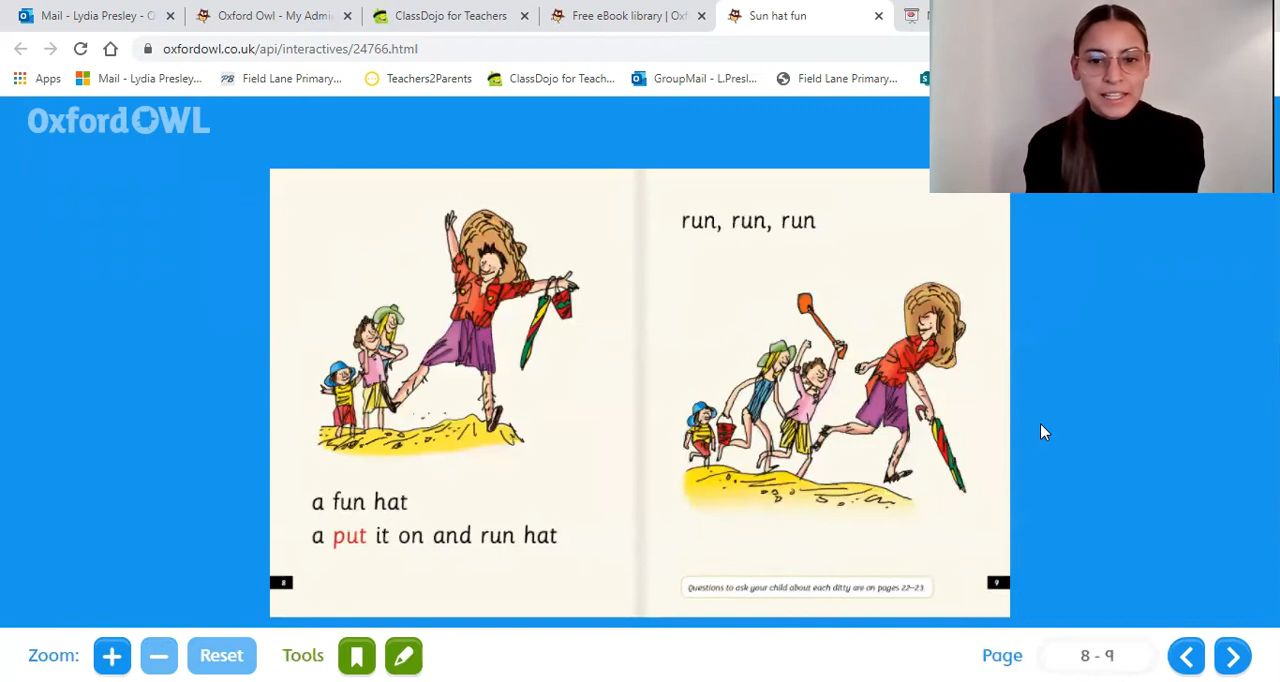 Mail - Lydia Presley - O
Oxford Owl - My Admi
ClassDojo for Teachers
Free eBook library | Oxf
Sun hat fun
oxfordowl.co.uk/api/interactives/24766.html
Apps
Mail - Lydia Presley...
Field Lane Primary...
Teachers2Parents
ClassDojo for Teach...
GroupMail - L.Presl...
Field Lane Primary...
OxfordOWL
run, run, run
a fun hat
a put it on and run hat
8
Questions to ask your child about each ditty are on pages 22–23.
9
Zoom:
Reset
Tools
Page
8 - 9